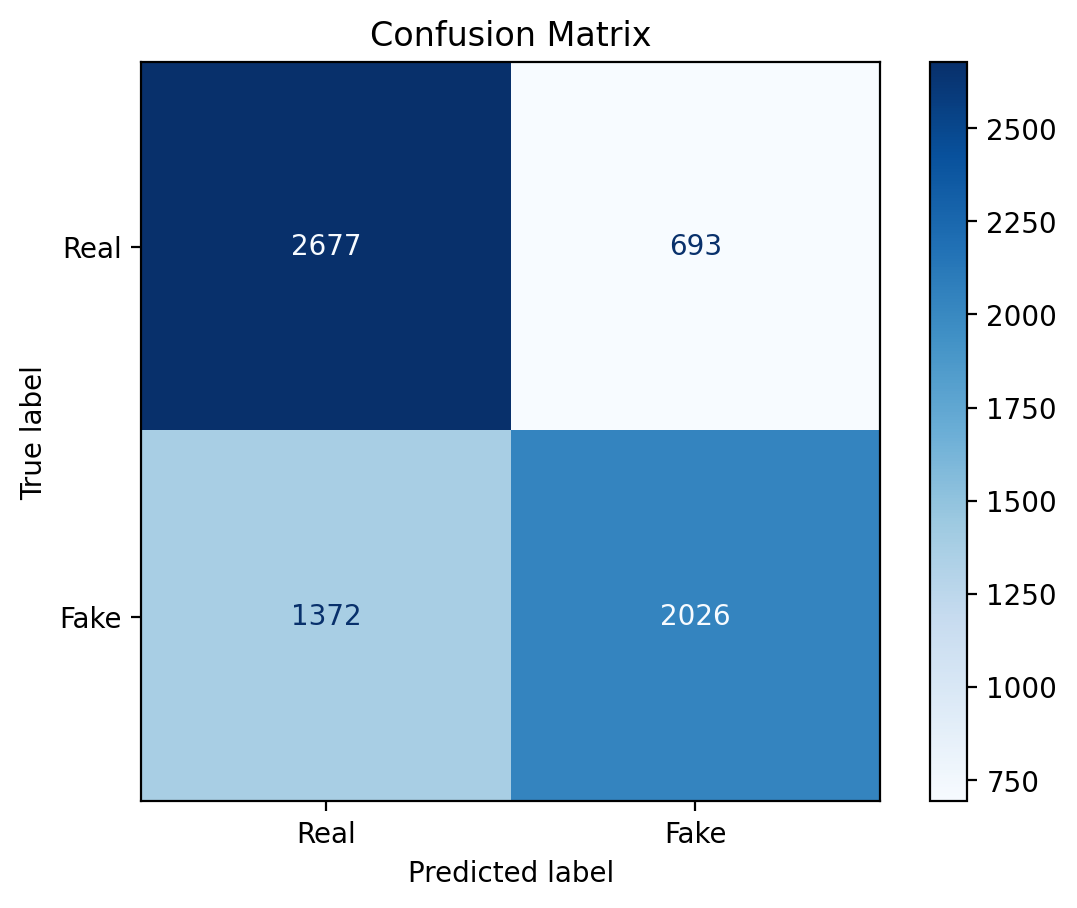 Confusion Matrix
Real
2677
693
Fake
1372
2026
Real
Fake
Predicted label
True label
2500
2250
2000
1750
1500
1250
1000
750